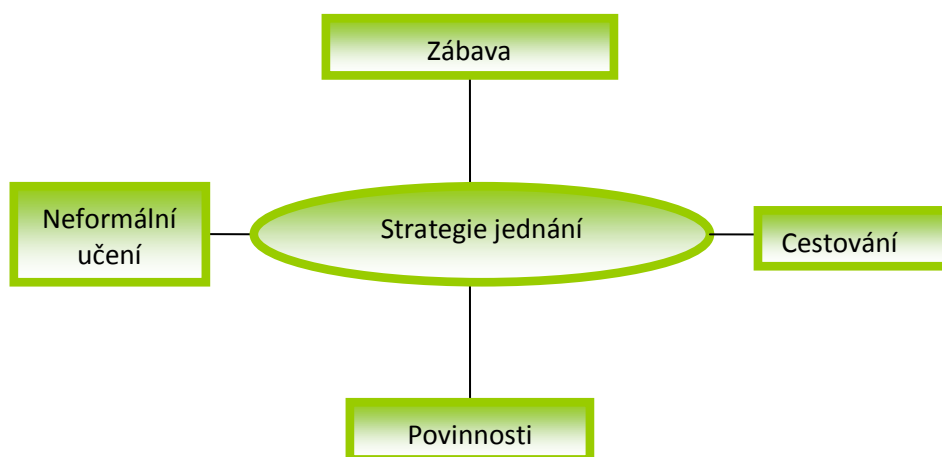 Zábava
Neformální
učení
Strategie jednání
Cestování
Povinnosti